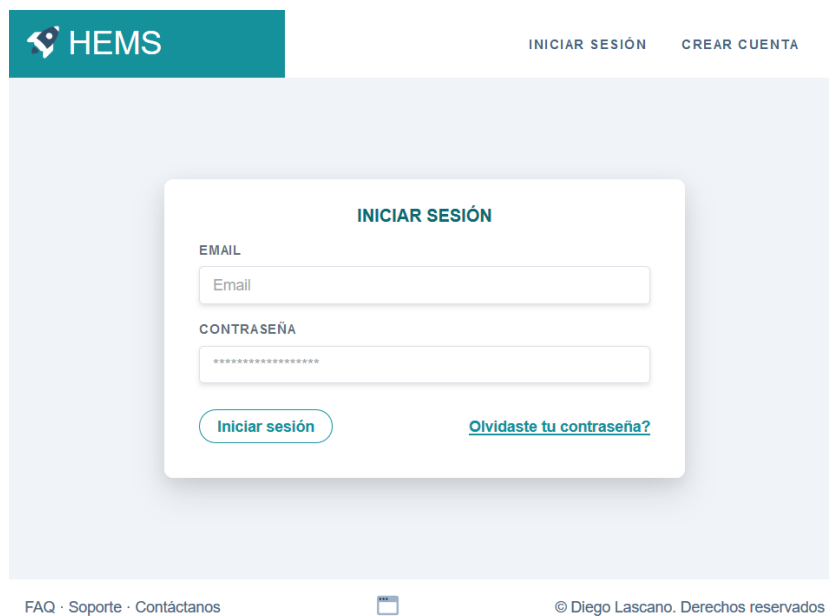 HEMS
INICIAR SESIÓN CREAR CUENTA
INICIAR SESIÓN
EMAIL
Email
CONTRASEÑA
******************
Iniciar sesión Olvidaste tu contraseña?
FAQ · Soporte · Contáctanos © Diego Lascano. Derechos reservados